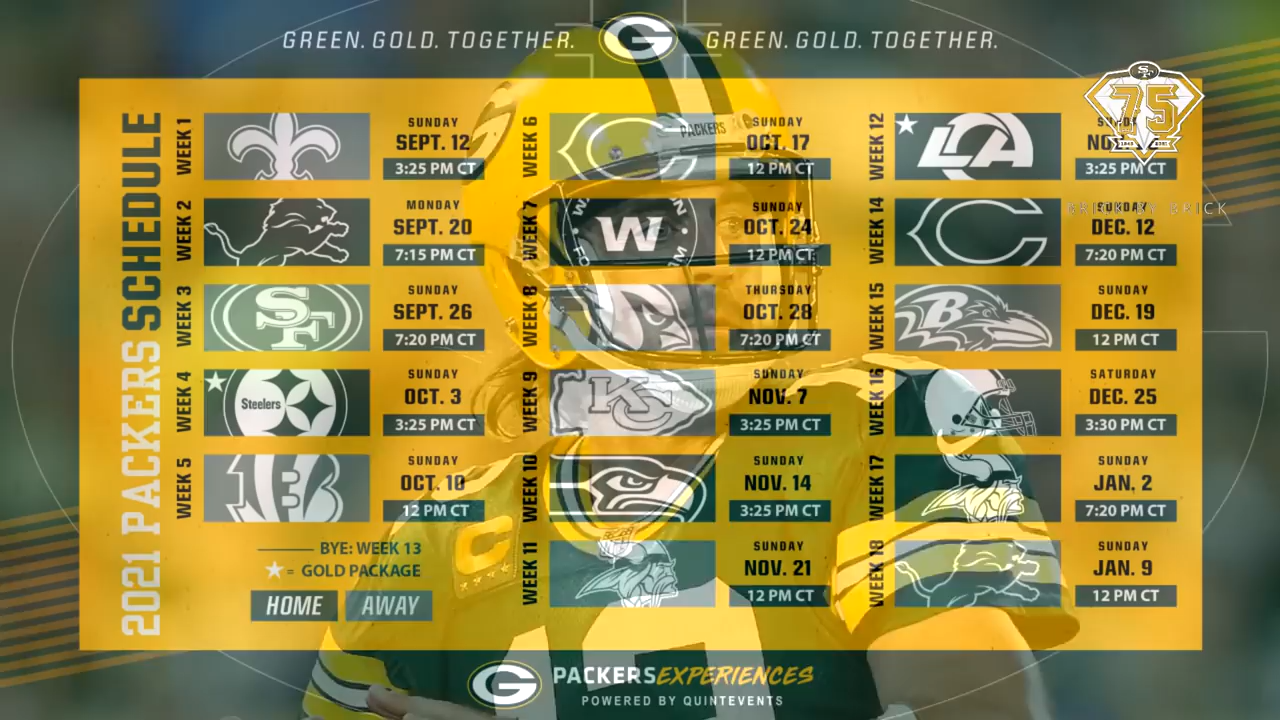 GREEN. GOLD. TOGETHER. G GREEN. GOLD. TOGETHER.
2021 PACKERS SCHEDULE
WEEK 1
SUNDAY
SEPT. 12
3:25 PM CT
WEEK 2
MONDAY
SEPT. 20
7:15 PM CT
WEEK 3
SF
SUNDAY
SEPT. 26
7:20 PM CT
WEEK 4
Steelers
SUNDAY
OCT. 3
3:25 PM CT
WEEK 5
B
SUNDAY
OCT. 10
12 PM CT
BYE: WEEK 13
= GOLD PACKAGE
HOME AWAY
WEEK 6
C
PACKERS
SUNDAY
OCT. 17
12 PM CT
WEEK 7
W
SUNDAY
OCT. 24
12 PM CT
WEEK 8
THURSDAY
OCT. 28
7:20 PM CT
WEEK 9
KC
SUNDAY
NOV. 7
3:25 PM CT
WEEK 10
SUNDAY
NOV. 14
3:25 PM CT
C
WEEK 11
SUNDAY
NOV. 21
12 PM CT
WEEK 12
LA
3:25 PM CT
SF
75
BRICK BY BRICK
WEEK 14
C
SUNDAY
DEC. 12
7:20 PM CT
WEEK 15
B
SUNDAY
DEC. 19
12 PM CT
WEEK 16
SATURDAY
DEC. 25
3:30 PM CT
WEEK 17
SUNDAY
JAN. 2
7:20 PM CT
WEEK 18
SUNDAY
JAN. 9
12 PM CT
G PACKERS EXPERIENCES
POWERED BY QUINTEVENTS